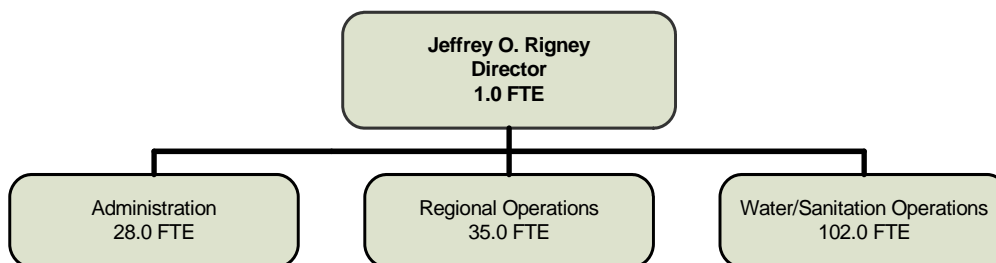 Jeffrey O. Rigney
Director
1.0 FTE
Administration
28.0 FTE
Regional Operations
35.0 FTE
Water/Sanitation Operations
102.0 FTE